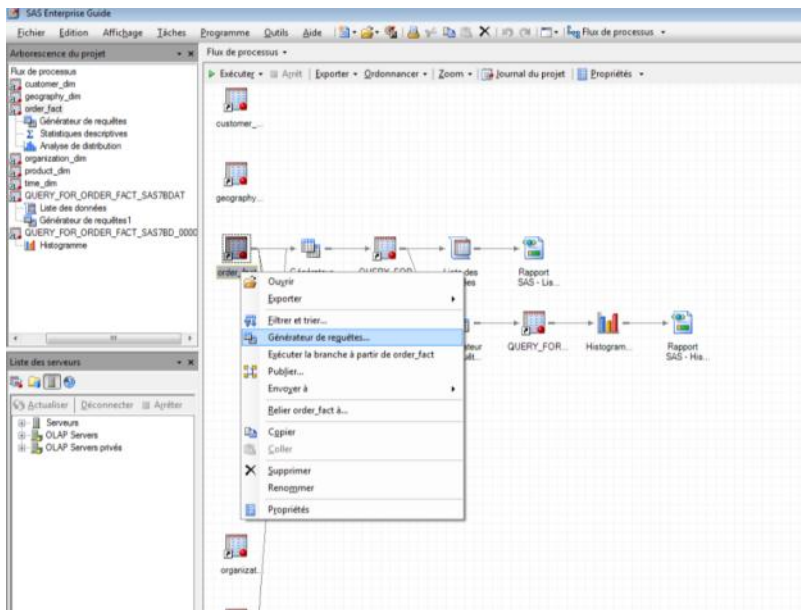 SAS Enterprise Guide
Fichier Edition Affichage Tâches Programme Outils Aide Flux de processus
Arborescence du projet
Flux de processus
customer_dim
geography_dim
order_fact
Générateur de requêtes
Statistiques descriptives
Analyse de distribution
organization_dim
product_dim
time_dim
QUERY_FOR_ORDER_FACT_SAS7BDAT
Liste des données
Générateur de requêtes1
QUERY_FOR_ORDER_FACT_SAS7BD_0000
Histogramme
Liste des serveurs
Actualiser Déconnecter Arrêter
Serveurs
OLAP Servers
OLAP Servers privés
Flux de processus
Exécuter Arrêt Exporter Ordonnancer Zoom Journal du projet Propriétés
customer_...
geography...
QUERY_FOR
Rapport
SAS - Lis...
Ouvrir
Exporter
Filtrer et trier...
Générateur de requêtes...
Exécuter la branche à partir de order_fact
Publier...
Envoyer à
Relier order_fact à...
Copier
Coller
Supprimer
Renommer
Propriétés
QUERY_FOR... Histogram... Rapport
SAS - His...
organizat...